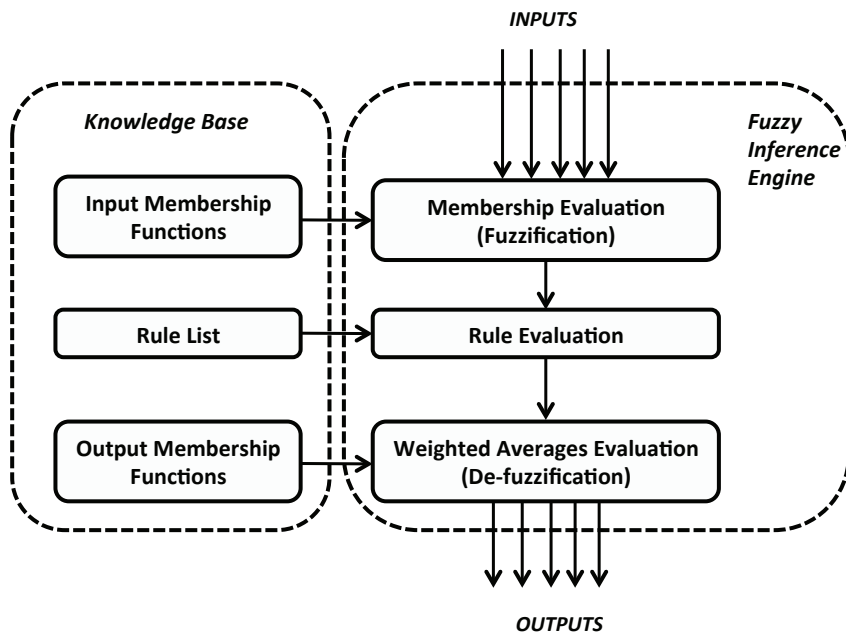 INPUTS
Knowledge Base
Fuzzy
Inference
Engine
Input Membership
Functions
Membership Evaluation
(Fuzzification)
Rule List
Rule Evaluation
Output Membership
Functions
Weighted Averages Evaluation
(De-fuzzification)
OUTPUTS